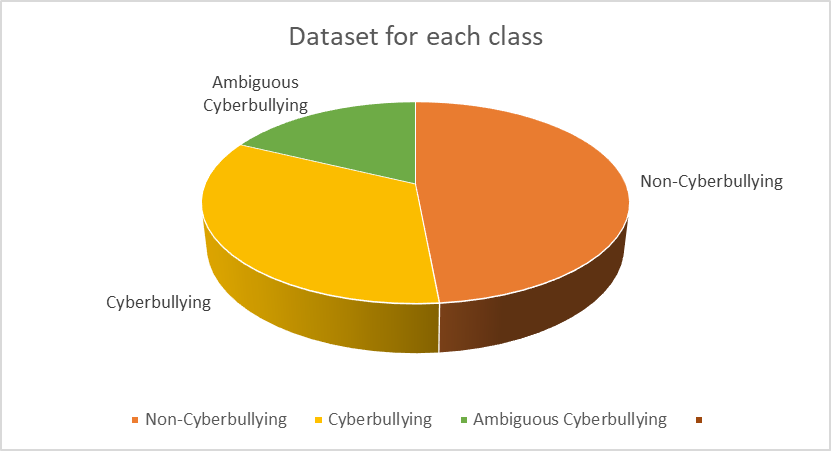 Dataset for each class
Ambiguous
Cyberbullying
Non-Cyberbullying
Cyberbullying
Non-Cyberbullying Cyberbullying Ambiguous Cyberbullying